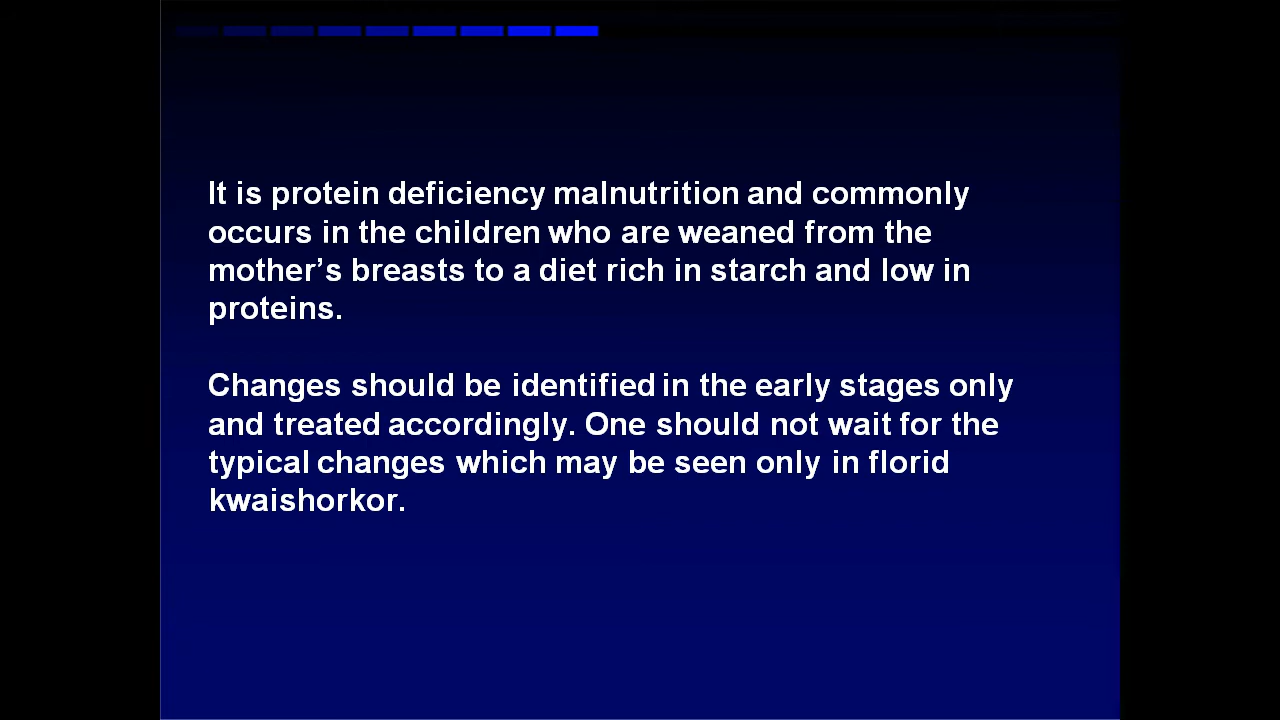 It is protein deficiency malnutrition and commonly
occurs in the children who are weaned from the
mother’s breasts to a diet rich in starch and low in
proteins.
Changes should be identified in the early stages only
and treated accordingly. One should not wait for the
typical changes which may be seen only in florid
kwaishorkor.